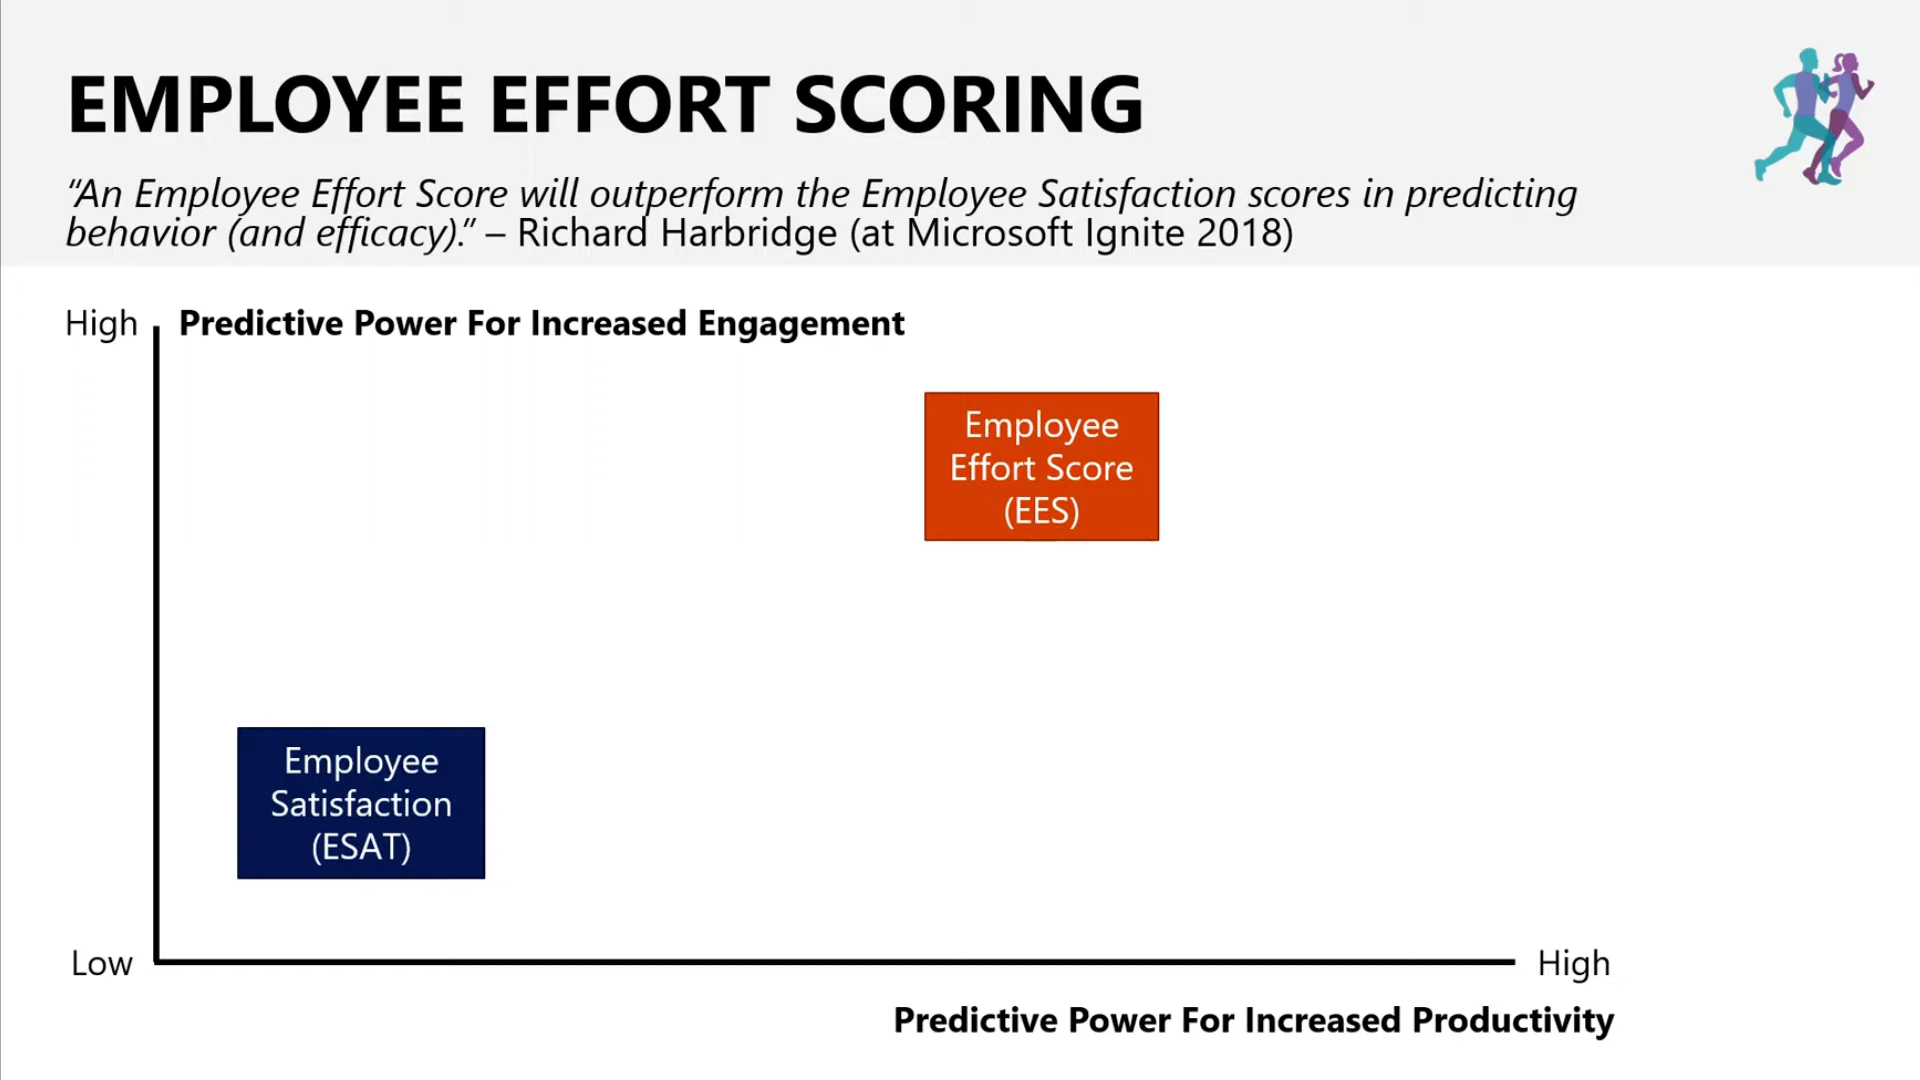 EMPLOYEE EFFORT SCORING
“An Employee Effort Score will outperform the Employee Satisfaction scores in predicting
behavior (and efficacy).” – Richard Harbridge (at Microsoft Ignite 2018)
High
Predictive Power For Increased Engagement
Employee
Effort Score
(EES)
Employee
Satisfaction
(ESAT)
Low
High
Predictive Power For Increased Productivity